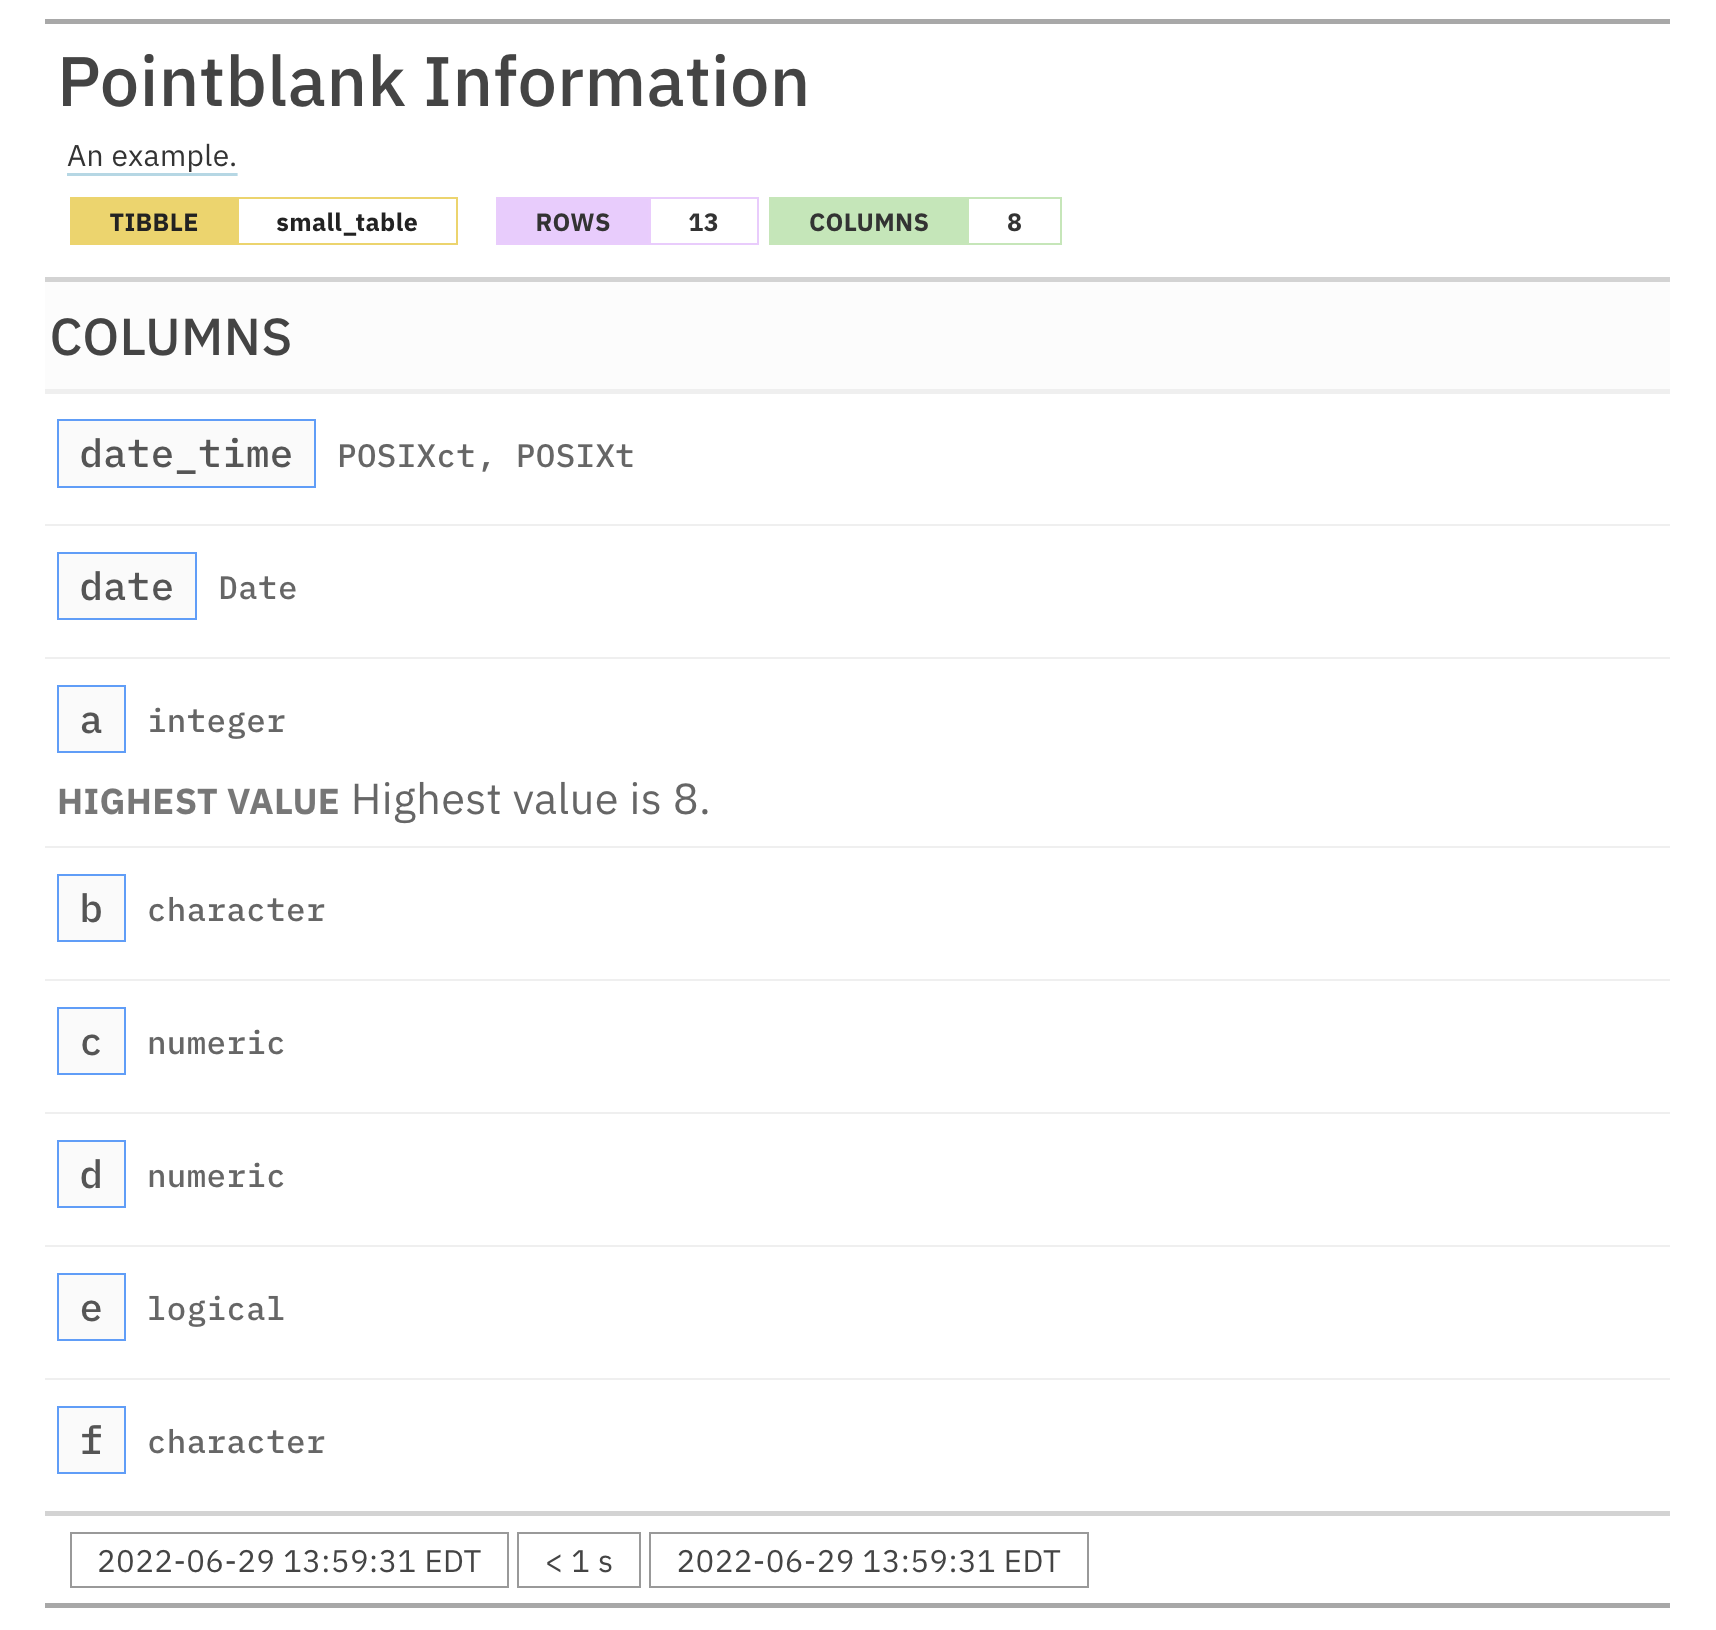 Pointblank Information
An example.
TIBBLE small_table ROWS 13 COLUMNS 8
COLUMNS
date_time POSIXct, POSIXt
date Date
a integer
HIGHEST VALUE Highest value is 8.
b character
c numeric
d numeric
e logical
f character
2022-06-29 13:59:31 EDT < 1 s 2022-06-29 13:59:31 EDT